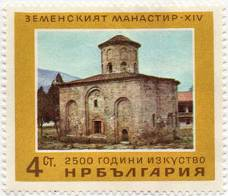 ЗЕМЕНСКИЯТ МАНАСТИР-XIV
4 СТ. 2500 ГОДИНИ ИЗКУСТВО
НРБЪЛГАРИЯ